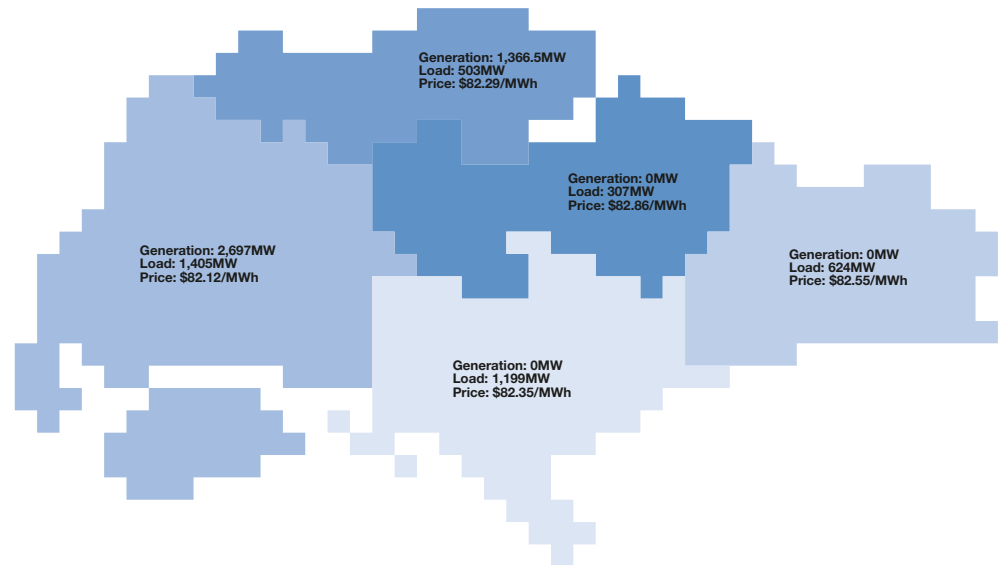 Generation: 1,366.5MW
Load: 503MW
Price: $82.29/MWh
Generation: 0MW
Load: 307MW
Price: $82.86/MWh
Generation: 2,697MW
Load: 1,405MW
Price: $82.12/MWh
Generation: 0MW
Load: 624MW
Price: $82.55/MWh
Generation: 0MW
Load: 1,199MW
Price: $82.35/MWh